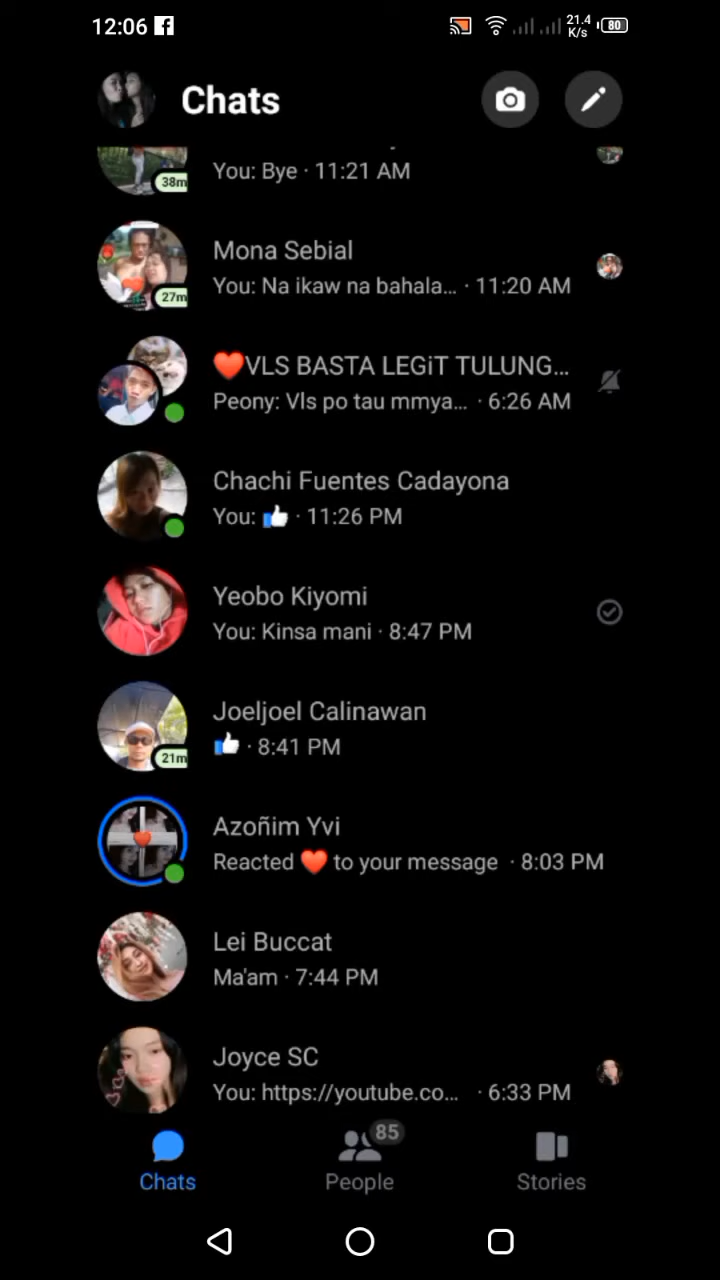 12:06
21.4
K/s
80
Chats
38m
You: Bye · 11:21 AM
Mona Sebial
27m
You: Na ikaw na bahala... · 11:20 AM
❤️VLS BASTA LEGiT TULUNG...
Peony: Vls po tau mmya... · 6:26 AM
Chachi Fuentes Cadayona
You: 👍 · 11:26 PM
Yeobo Kiyomi
You: Kinsa mani · 8:47 PM
Joeljoel Calinawan
21m
👍 · 8:41 PM
Azoñim Yvi
Reacted ❤️ to your message · 8:03 PM
Lei Buccat
Ma'am · 7:44 PM
Joyce SC
You: https://youtube.co... · 6:33 PM
85
Chats
People
Stories